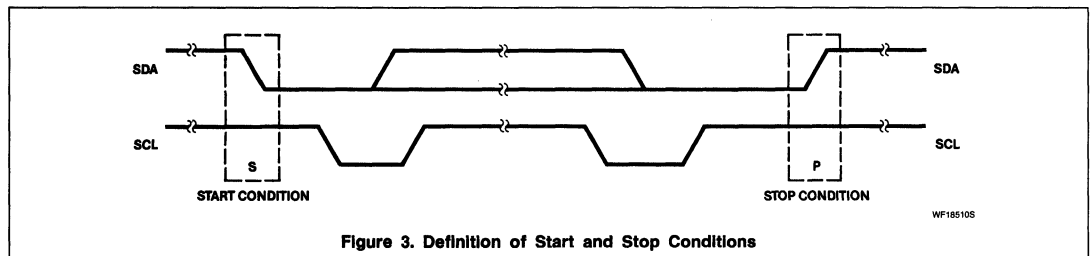 SDA
SDA
SCL
SCL
S
P
START CONDITION
STOP CONDITION
WF18510S
Figure 3. Definition of Start and Stop Conditions